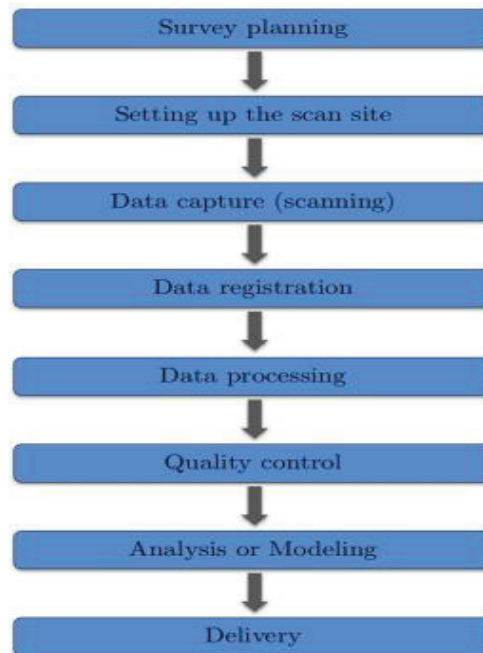 Survey planning
Setting up the scan site
Data capture (scanning)
Data registration
Data processing
Quality control
Analysis or Modeling
Delivery